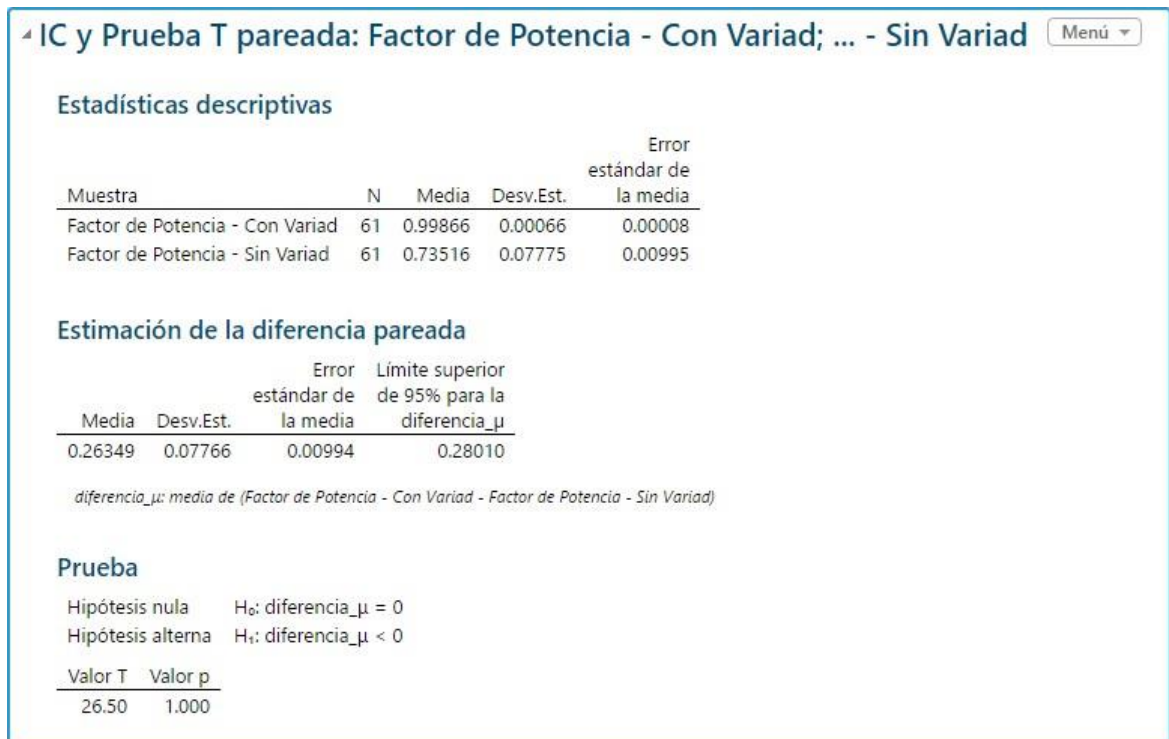 IC y Prueba T pareada: Factor de Potencia - Con Variad; ... - Sin Variad Menú
Estadísticas descriptivas
Error
estándar de
Muestra N Media Desv.Est. la media
Factor de Potencia - Con Variad 61 0.99866 0.00066 0.00008
Factor de Potencia - Sin Variad 61 0.73516 0.07775 0.00995
Estimación de la diferencia pareada
Error Límite superior
estándar de de 95% para la
Media Desv.Est. la media diferencia_μ
0.26349 0.07766 0.00994 0.28010
diferencia_μ: media de (Factor de Potencia - Con Variad - Factor de Potencia - Sin Variad)
Prueba
Hipótesis nula H₀: diferencia_μ = 0
Hipótesis alterna H₁: diferencia_μ < 0
Valor T Valor p
26.50 1.000